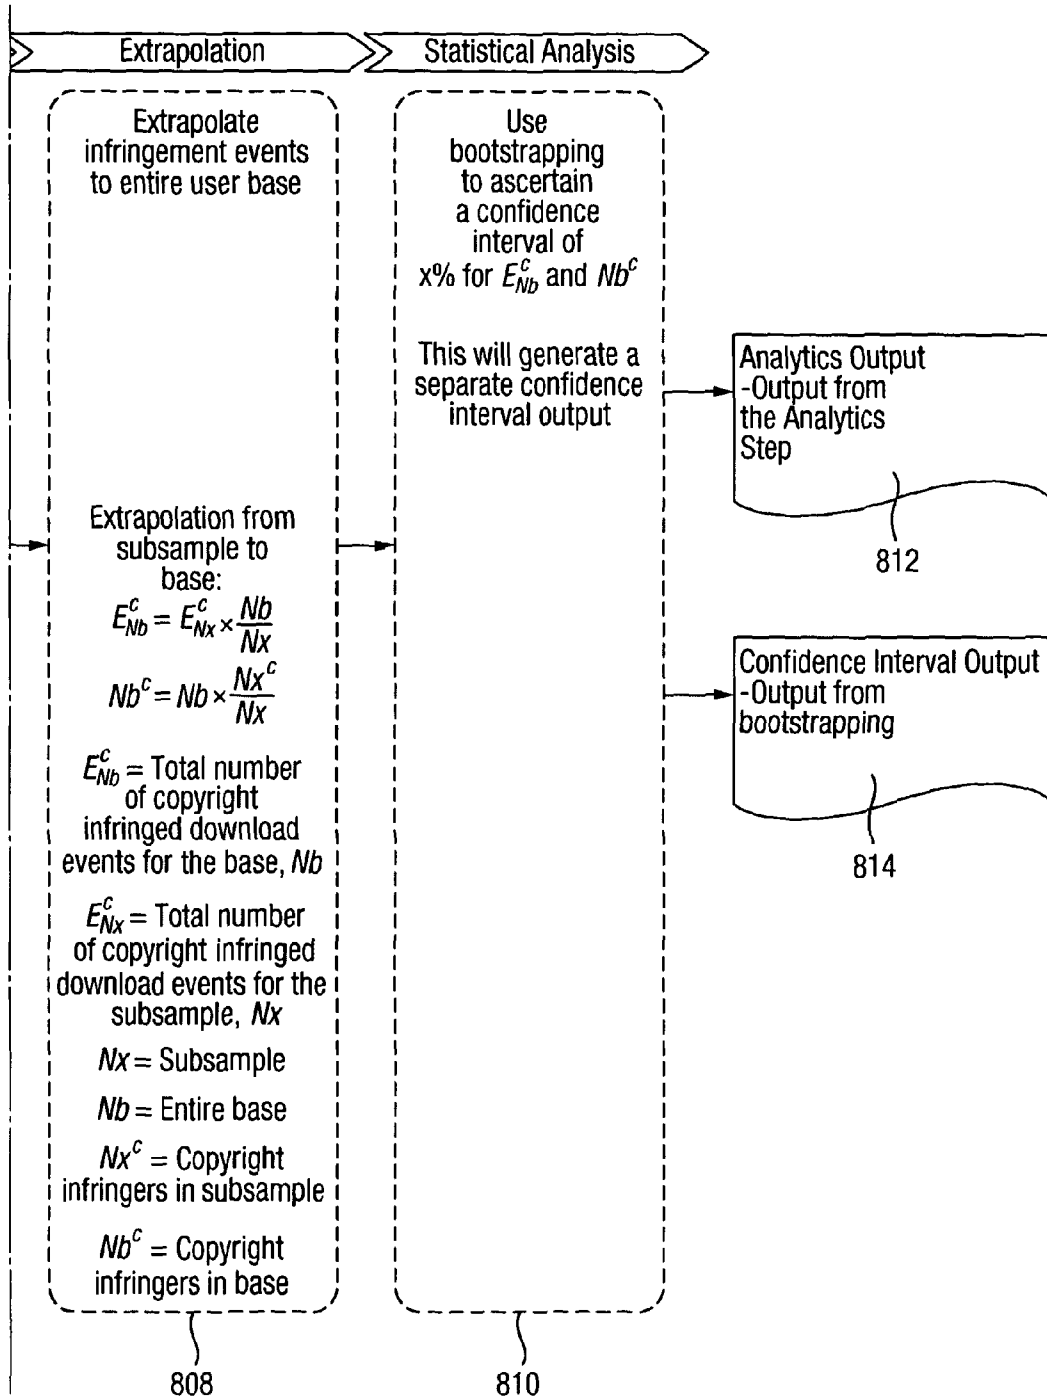 Extrapolation
Statistical Analysis
Extrapolate
infringement events
to entire user base
Extrapolation from
subsample to
base:
E^c_Nb = E^c_Nx × Nb/Nx
Nb^c = Nb × Nx^c/Nx
E^c_Nb = Total number
of copyright
infringed download
events for the base, Nb
E^c_Nx = Total number
of copyright infringed
download events for the
subsample, Nx
Nx = Subsample
Nb = Entire base
Nx^c = Copyright
infringers in subsample
Nb^c = Copyright
infringers in base
808
Use
bootstrapping
to ascertain
a confidence
interval of
x% for E^c_Nb and Nb^c
This will generate a
separate confidence
interval output
810
Analytics Output
-Output from
the Analytics
Step
812
Confidence Interval Output
-Output from
bootstrapping
814